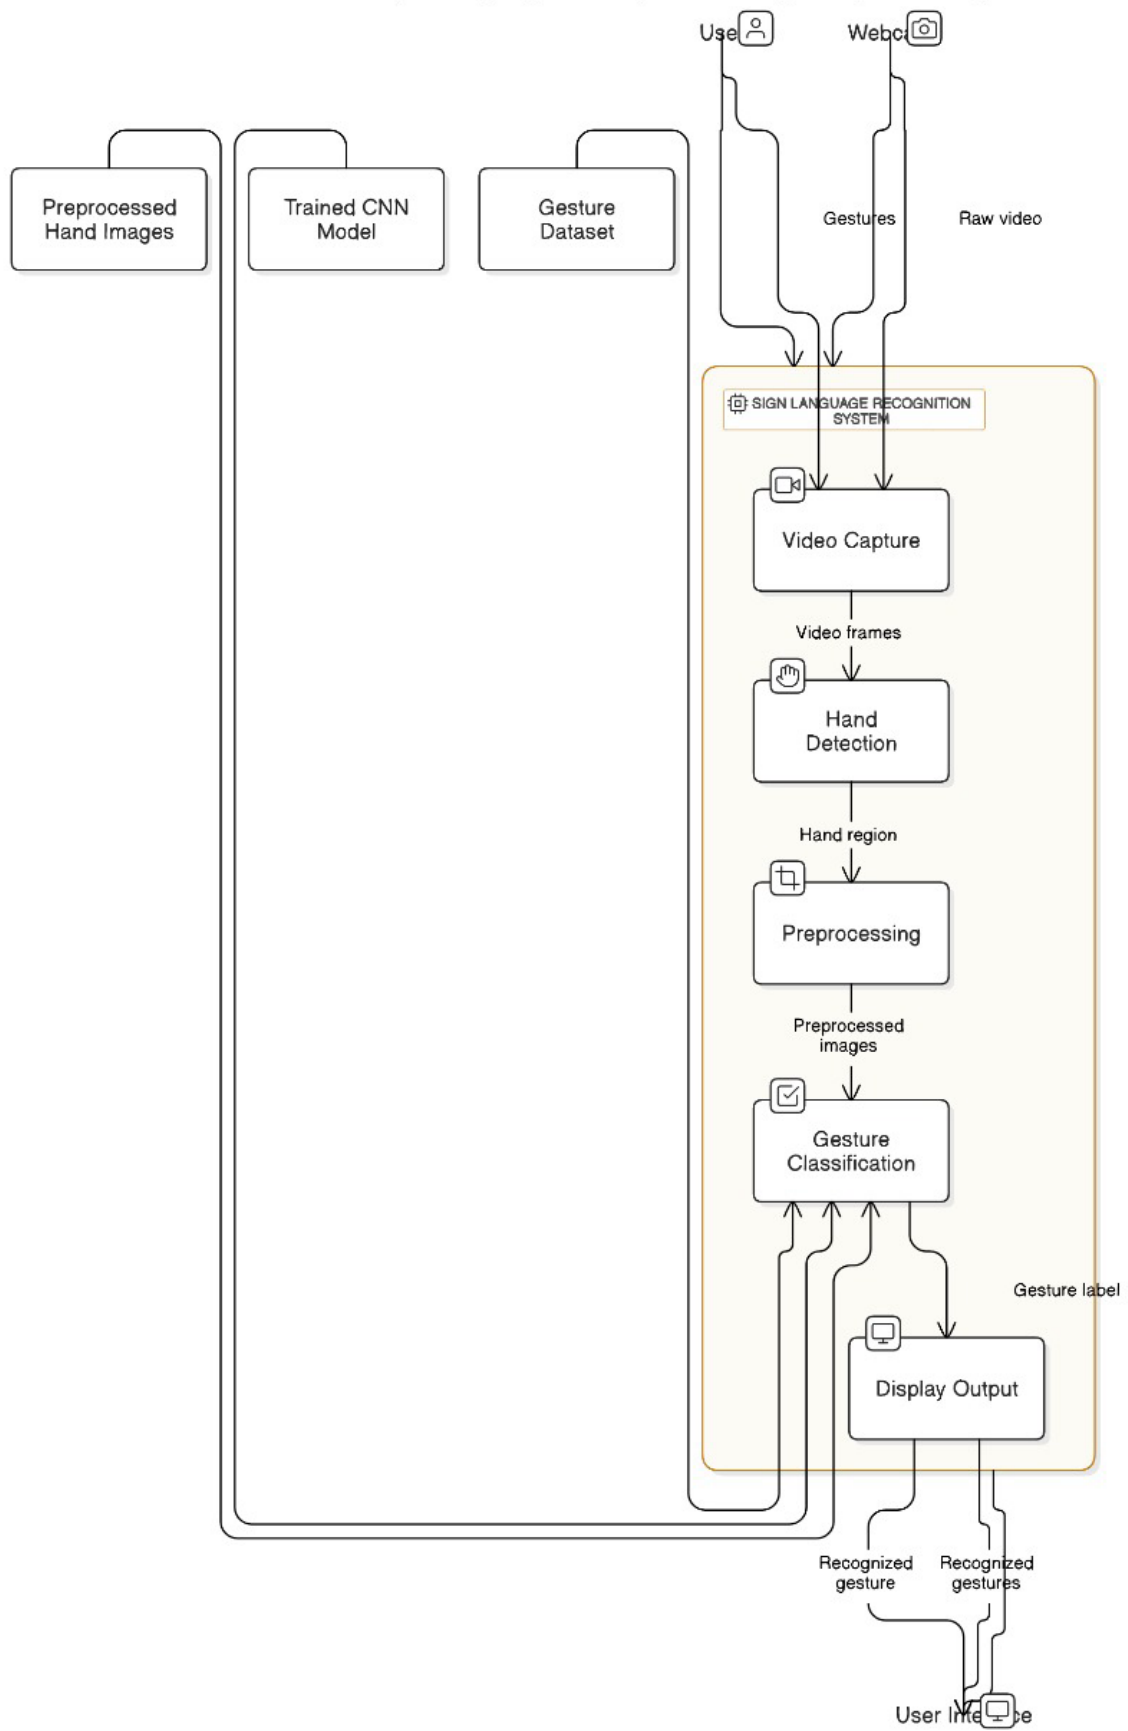 Use
Webca
Preprocessed
Hand Images
Trained CNN
Model
Gesture
Dataset
Gestures
Raw video
SIGN LANGUAGE RECOGNITION
SYSTEM
Video Capture
Video frames
Hand
Detection
Hand region
Preprocessing
Preprocessed
images
Gesture
Classification
Gesture label
Display Output
Recognized
gesture
Recognized
gestures
User Inte ce